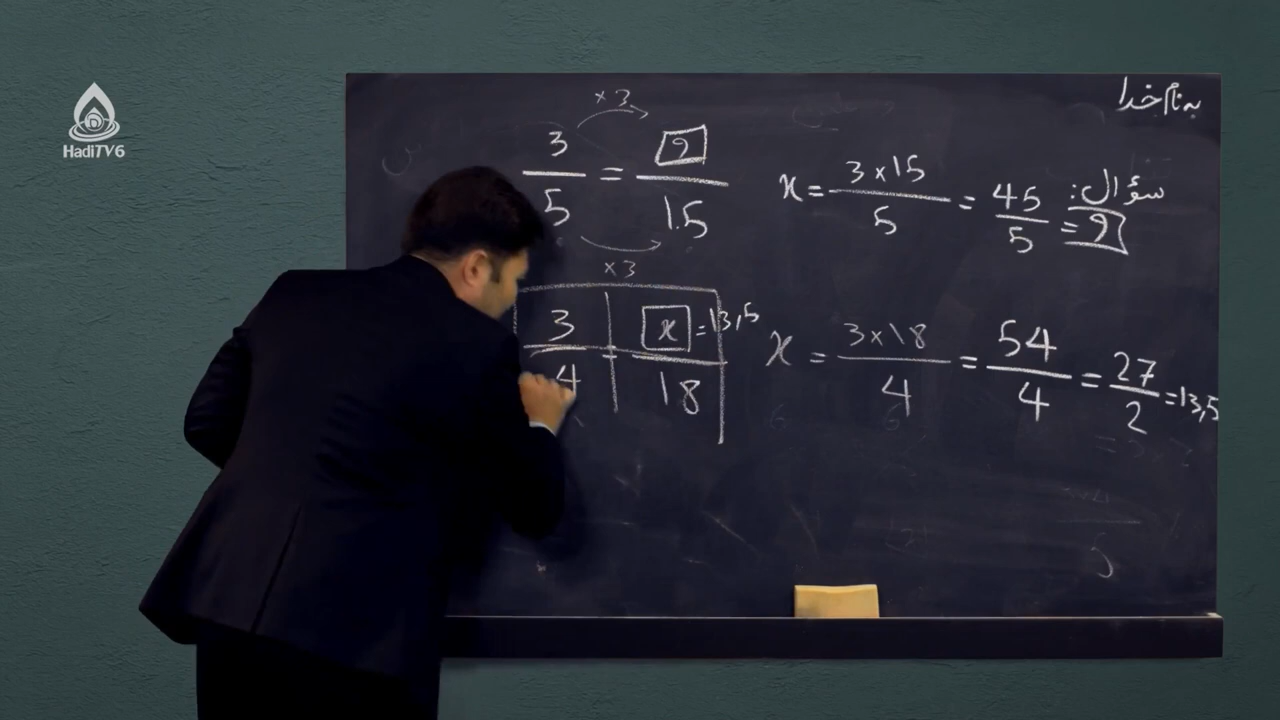 HadiTV6
به نام خدا
سؤال:
×3
3/5 = 9/15
×3
x = 3×15/5 = 45/5 = 9
3/4 = x/18 = 13,5
x = 3×18/4 = 54/4 = 27/2 = 13,5